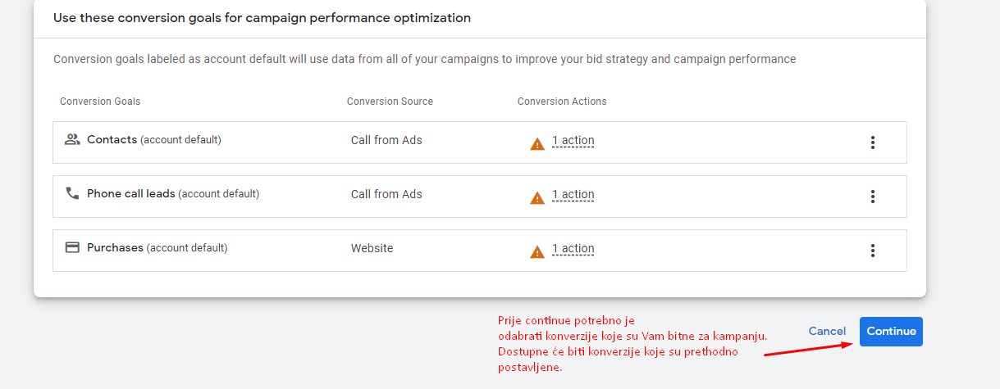 Use these conversion goals for campaign performance optimization
Conversion goals labeled as account default will use data from all of your campaigns to improve your bid strategy and campaign performance
Conversion Goals Conversion Source Conversion Actions
Contacts (account default) Call from Ads 1 action
Phone call leads (account default) Call from Ads 1 action
Purchases (account default) Website 1 action
Prije continue potrebno je
odabrati konverzije koje su Vam bitne za kampanju.
Dostupne će biti konverzije koje su prethodno
postavljene.
Cancel Continue